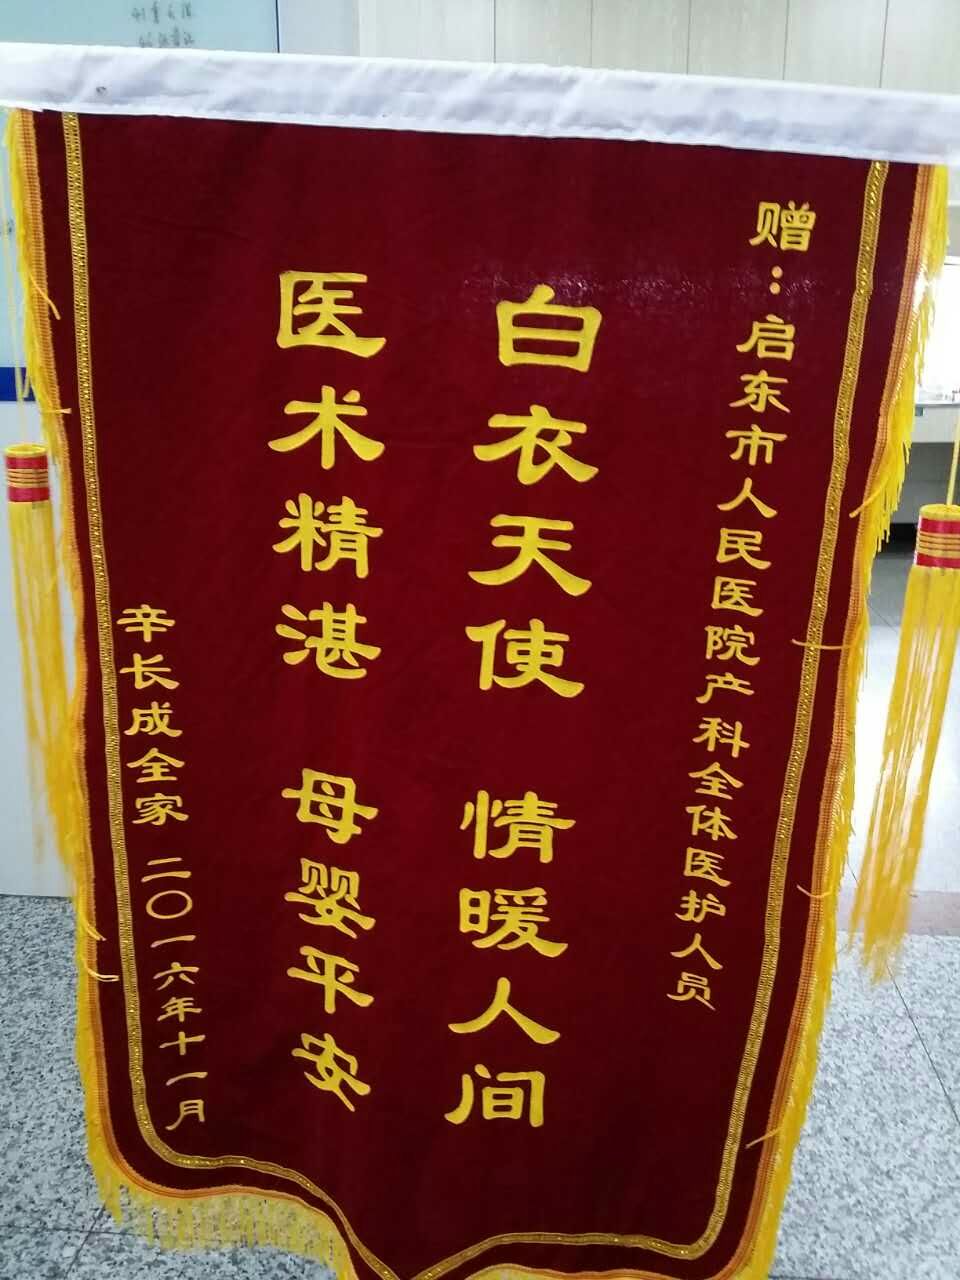 赠：启东市人民医院产科全体医护人员
白衣天使 情暖人间
医术精湛 母婴平安
辛长成全家 二〇一六年十一月